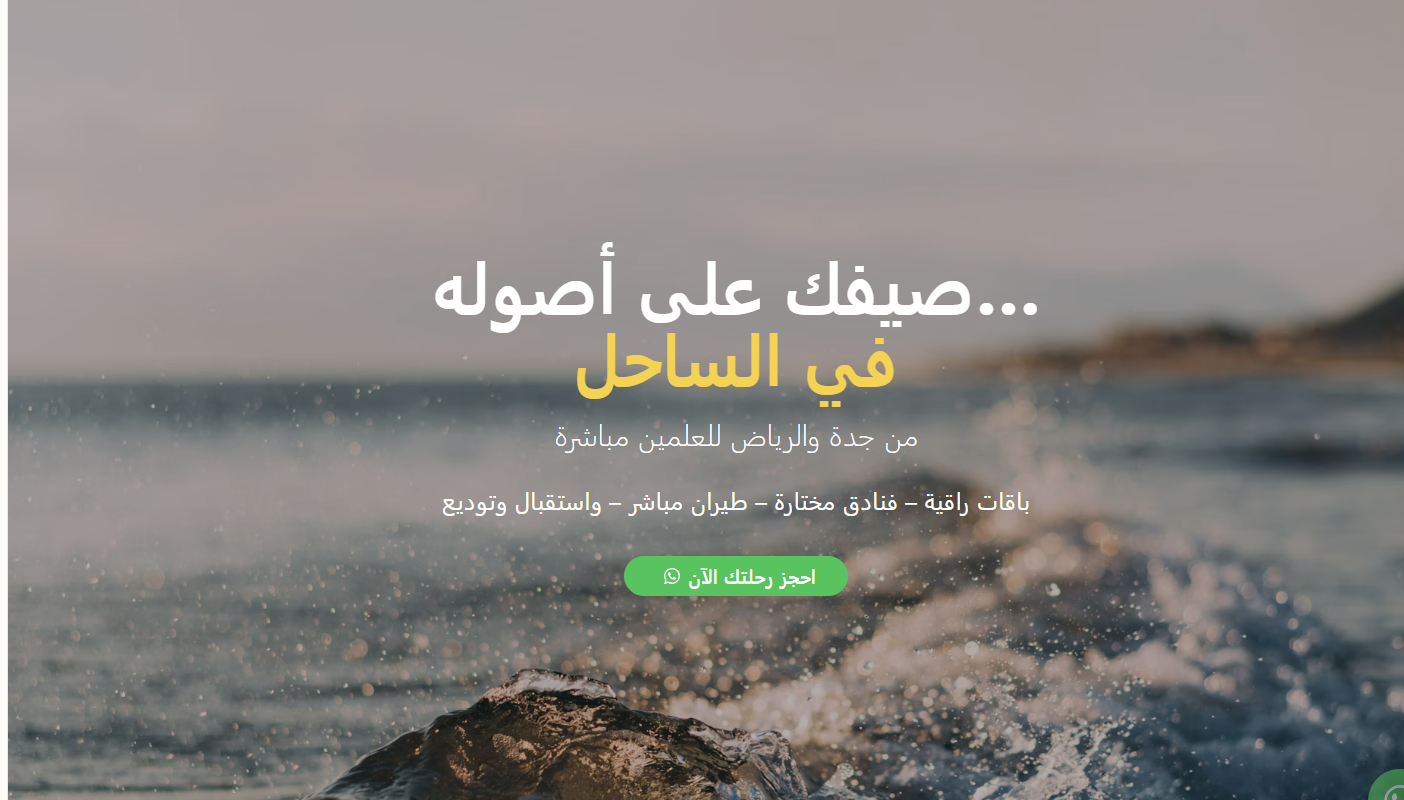 ...صيفك على أصوله
في الساحل
من جدة والرياض للعلمين مباشرة
باقات راقية – فنادق مختارة – طيران مباشر – واستقبال وتوديع
احجز رحلتك الآن